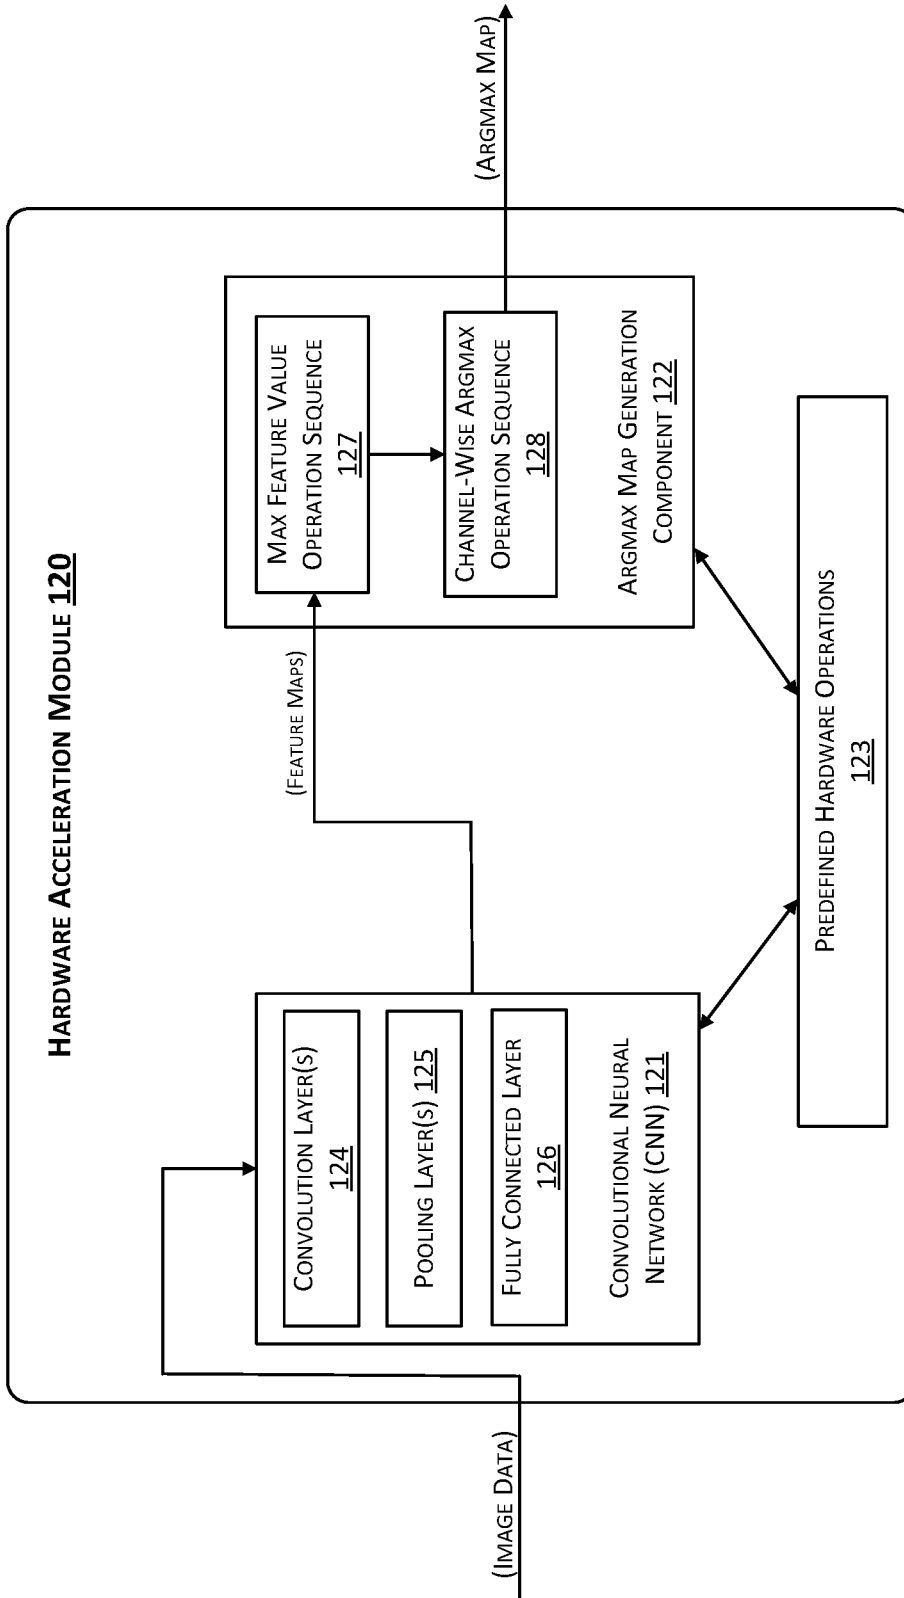 HARDWARE ACCELERATION MODULE 120
(IMAGE DATA)
CONVOLUTION LAYER(S)
124
POOLING LAYER(S) 125
FULLY CONNECTED LAYER
126
CONVOLUTIONAL NEURAL
NETWORK (CNN) 121
(FEATURE MAPS)
MAX FEATURE VALUE
OPERATION SEQUENCE
127
CHANNEL-WISE ARGMAX
OPERATION SEQUENCE
128
ARGMAX MAP GENERATION
COMPONENT 122
(ARGMAX MAP)
PREDEFINED HARDWARE OPERATIONS
123